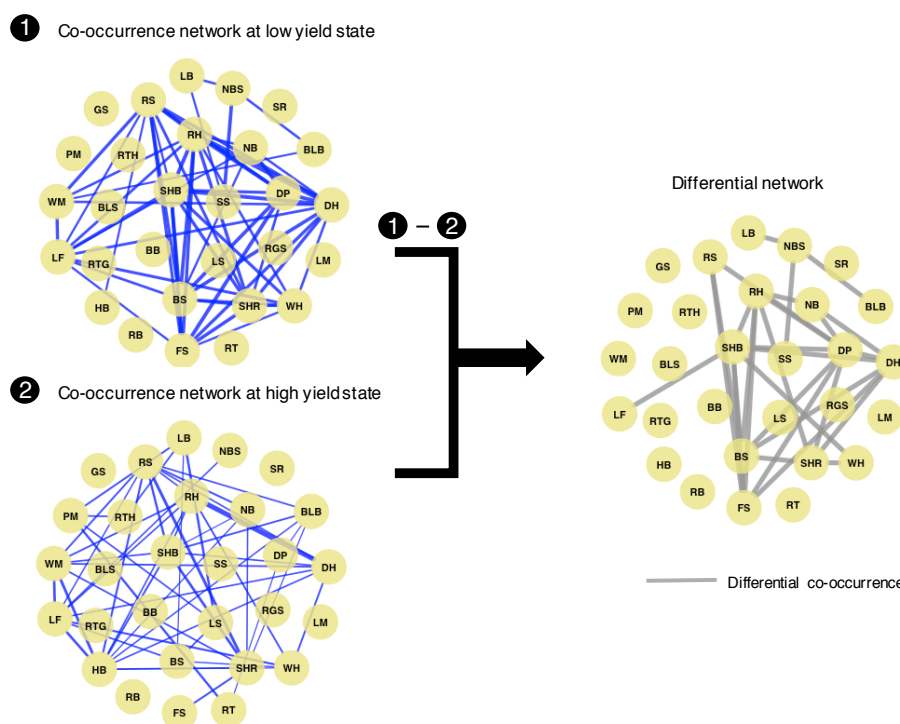 1 Co-occurrence network at low yield state
LB
NBS
RS
SR
GS
RH
NB
BLB
PM
RTH
SHB
DP
WM
BLS
SS
DH
BB
RGS
LF
RTG
LS
LM
BS
HB
SHR
WH
RB
FS
RT
2 Co-occurrence network at high yield state
LB
NBS
RS
SR
GS
RH
NB
BLB
PM
RTH
SHB
DP
WM
BLS
SS
DH
BB
RGS
LF
RTG
LS
LM
BS
HB
SHR
WH
RB
FS
RT
1 – 2
Differential network
LB
NBS
RS
SR
GS
RH
NB
BLB
PM
RTH
SHB
DP
WM
BLS
SS
DH
BB
RGS
LF
RTG
LS
LM
BS
HB
SHR
WH
RB
FS
RT
Differential co-occurrence